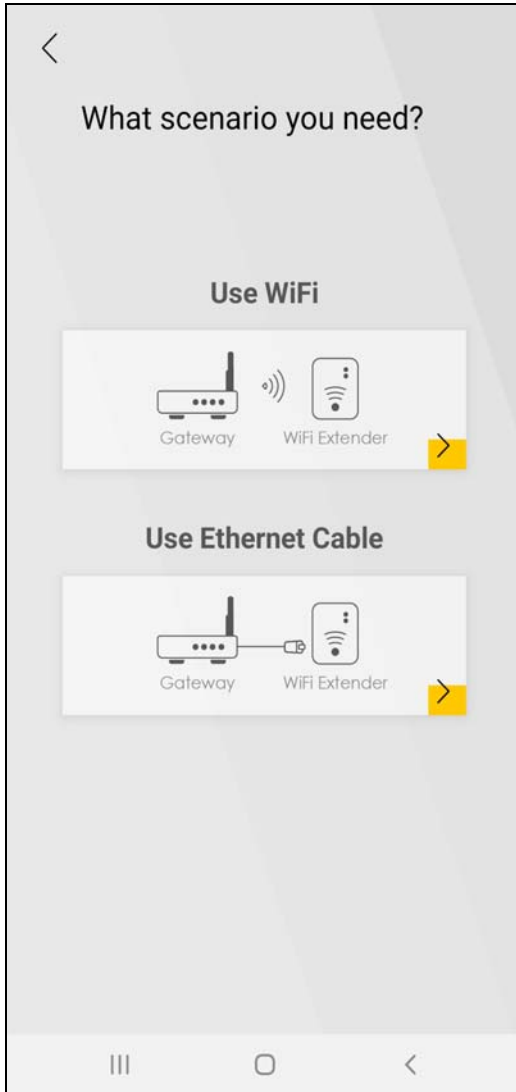 What scenario you need?
Use WiFi
Gateway WiFi Extender
Use Ethernet Cable
Gateway WiFi Extender